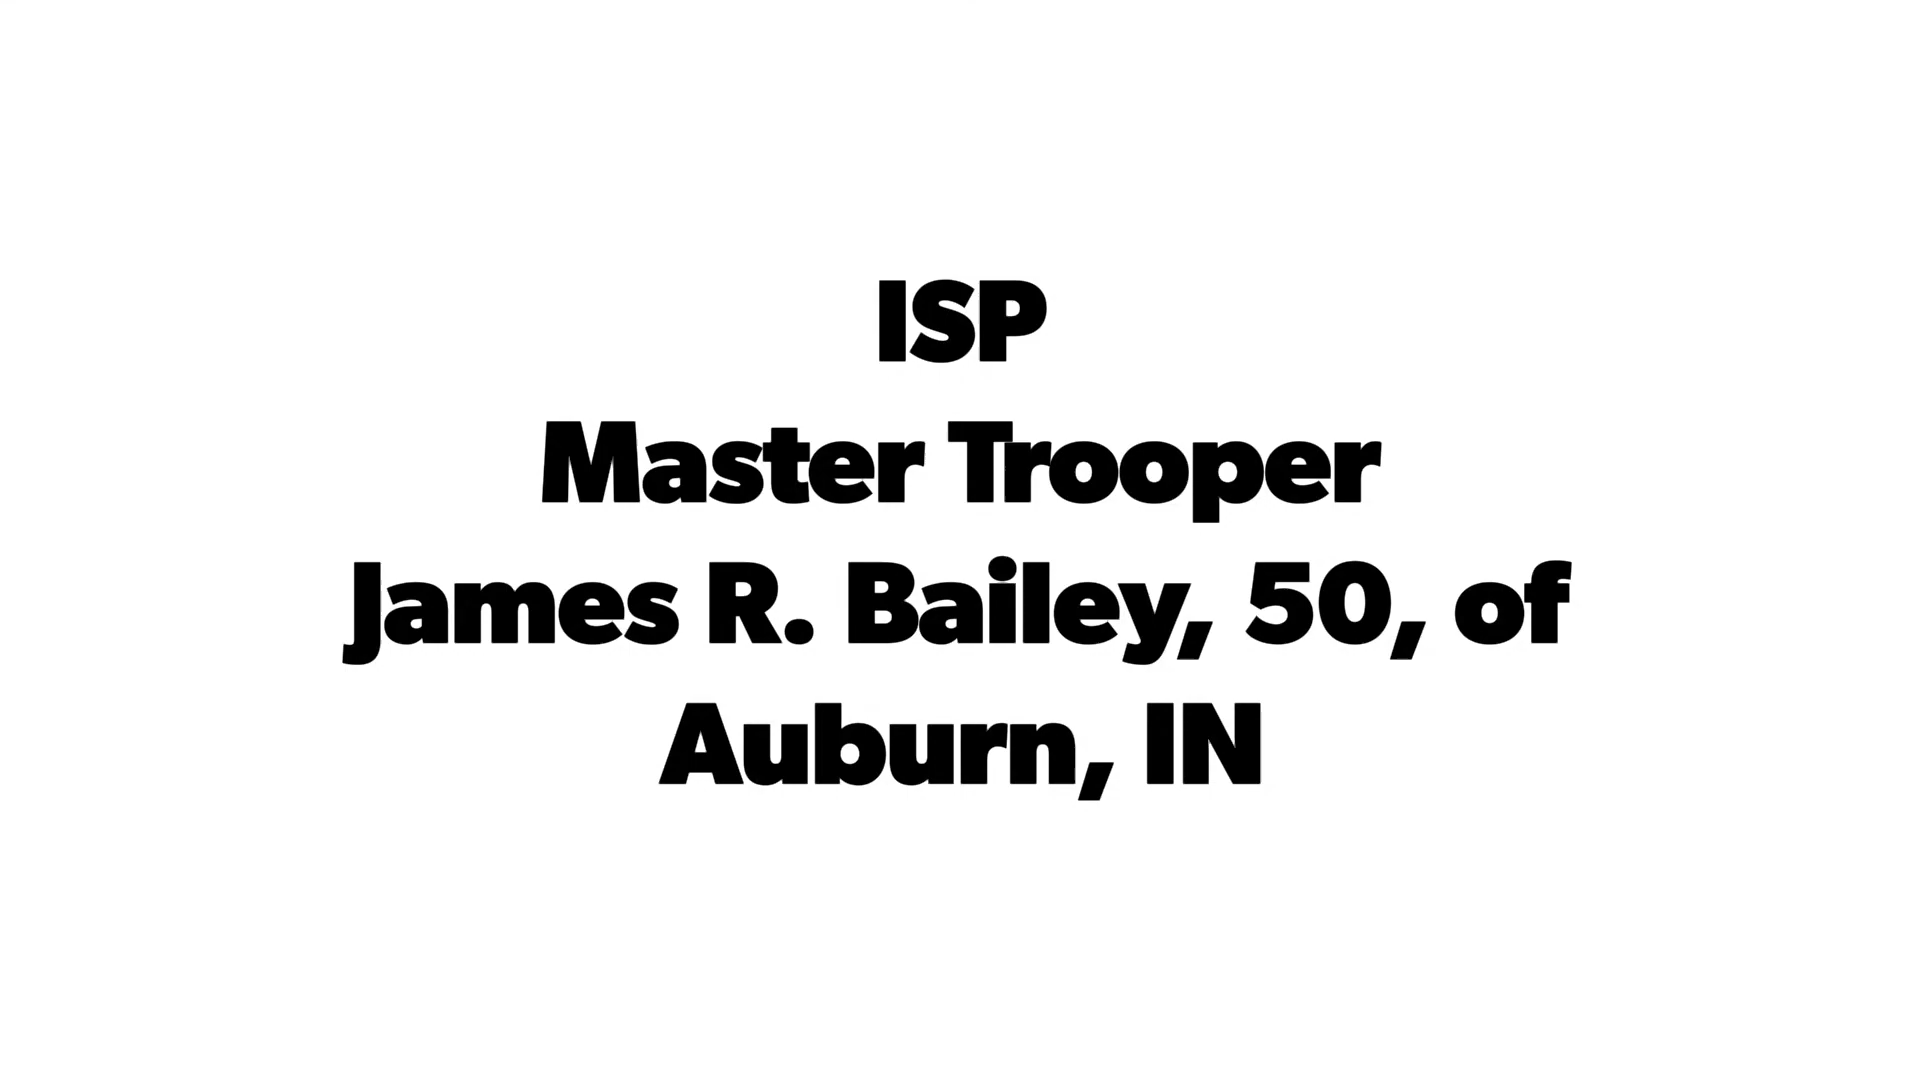 ISP
Master Trooper
James R. Bailey, 50, of
Auburn, IN